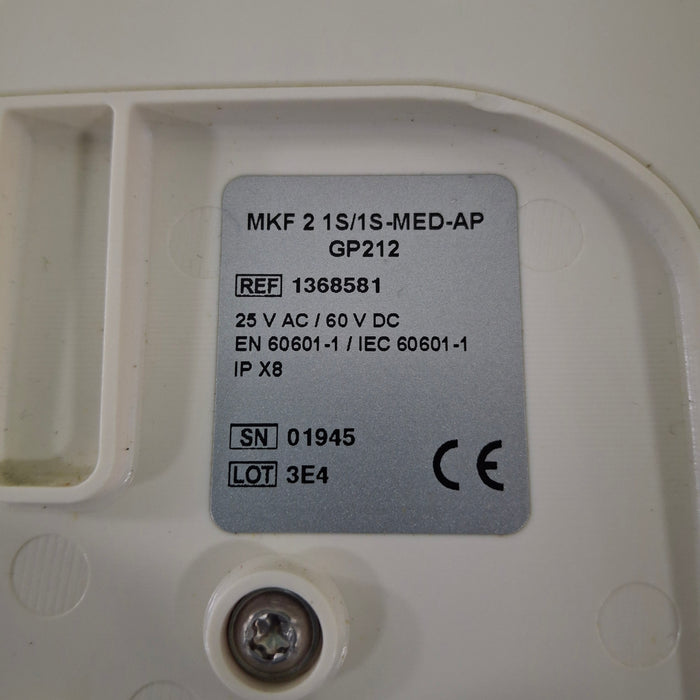 MKF 2 1S/1S-MED-AP
GP212
REF 1368581
25 V AC / 60 V DC
EN 60601-1 / IEC 60601-1
IP X8
SN 01945
LOT 3E4
CE